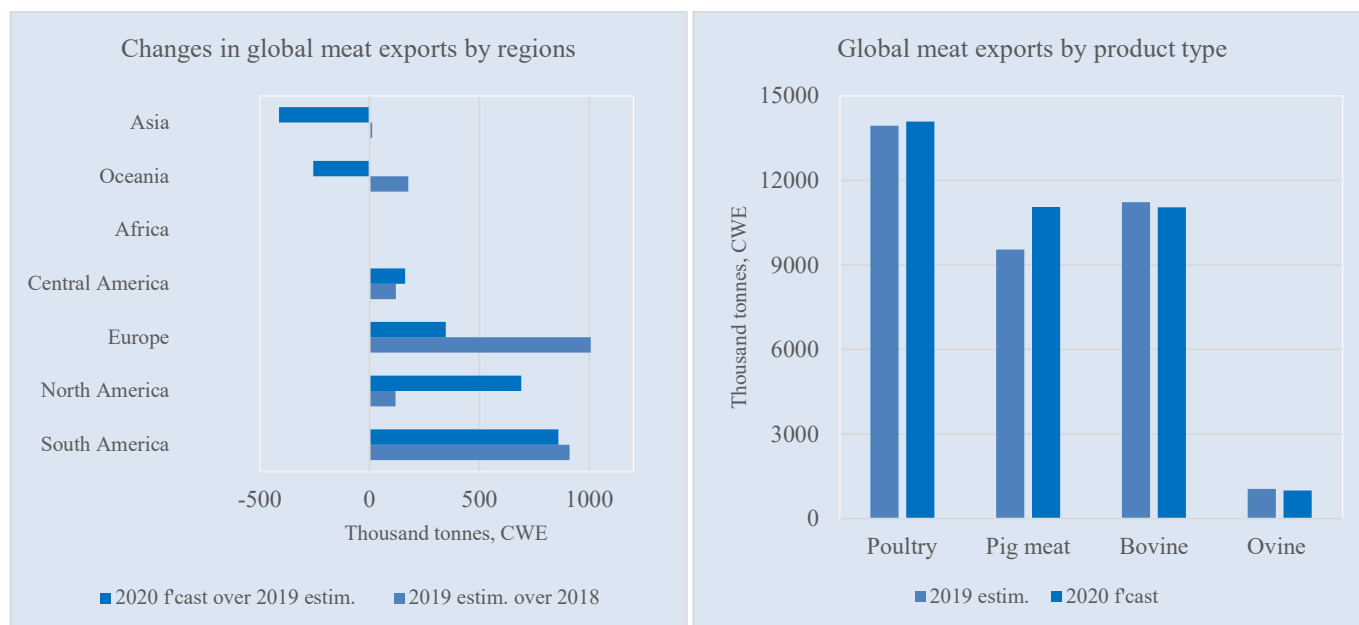 Changes in global meat exports by regions
Asia
Oceania
Africa
Central America
Europe
North America
South America
-500 0 500 1000
Thousand tonnes, CWE
2020 f'cast over 2019 estim. 2019 estim. over 2018
Global meat exports by product type
Thousand tonnes, CWE
15000
12000
9000
6000
3000
0
Poultry Pig meat Bovine Ovine
2019 estim. 2020 f'cast